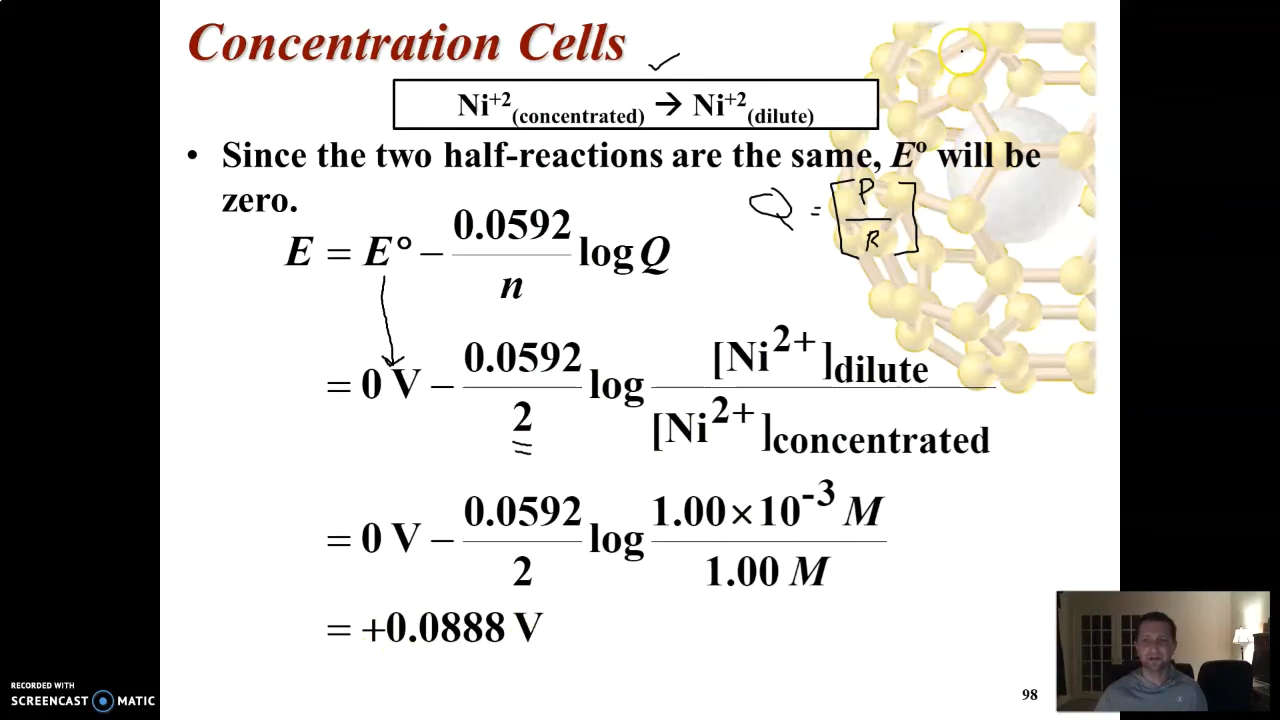 Concentration Cells
Ni⁺²(concentrated) → Ni⁺²(dilute)
• Since the two half-reactions are the same, Eº will be
zero.
Q = [P/R]
E = E° − 0.0592/n log Q
= 0 V − 0.0592/2 log [Ni²⁺]dilute/[Ni²⁺]concentrated
= 0 V − 0.0592/2 log 1.00×10⁻³ M/1.00 M
= +0.0888 V
98
RECORDED WITH
SCREENCAST MATIC